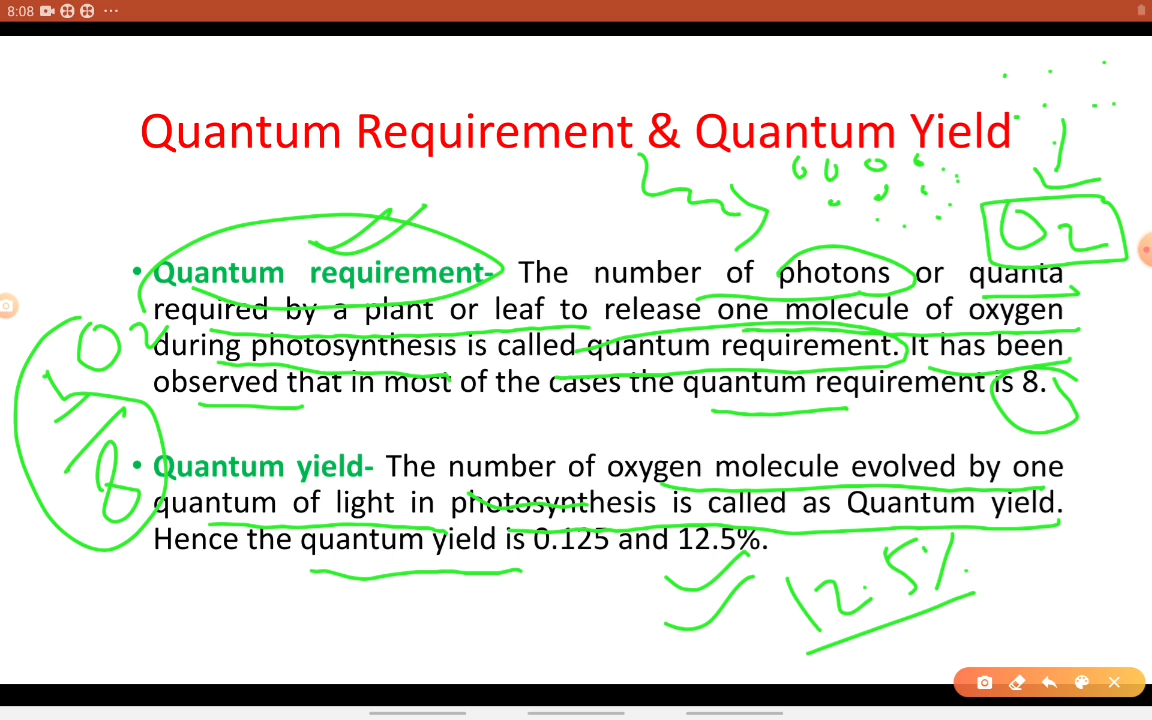 8:08
Quantum Requirement & Quantum Yield
O2
• Quantum requirement- The number of photons or quanta
required by a plant or leaf to release one molecule of oxygen
O2
during photosynthesis is called quantum requirement. It has been
observed that in most of the cases the quantum requirement is 8.
1/8
• Quantum yield- The number of oxygen molecule evolved by one
quantum of light in photosynthesis is called as Quantum yield.
Hence the quantum yield is 0.125 and 12.5%.
12.5%